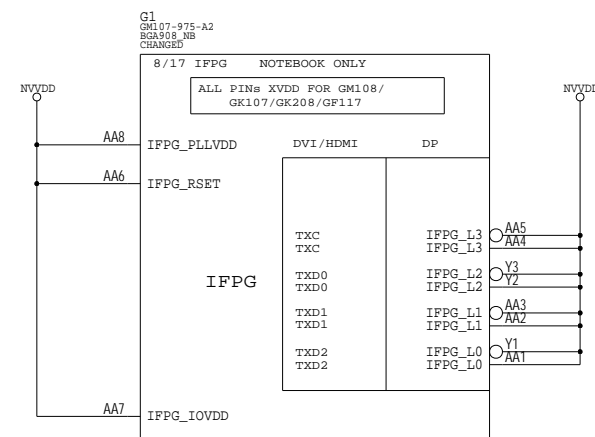 G1
GM107-975-A2
BGA908_NB
CHANGED
8/17 IFPG NOTEBOOK ONLY
ALL PINs XVDD FOR GM108/
GK107/GK208/GF117
NVVDD
NVVDD
AA8 IFPG_PLLVDD
DVI/HDMI DP
AA6 IFPG_RSET
TXC IFPG_L3 AA5
TXC IFPG_L3 AA4
IFPG
TXD0 IFPG_L2 Y3
TXD0 IFPG_L2 Y2
TXD1 IFPG_L1 AA3
TXD1 IFPG_L1 AA2
TXD2 IFPG_L0 Y1
TXD2 IFPG_L0 AA1
AA7 IFPG_IOVDD